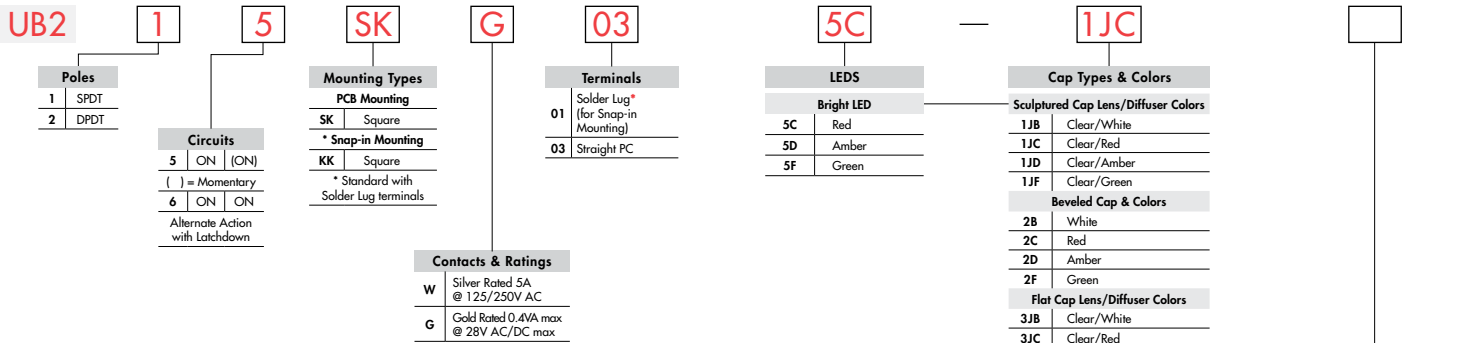 UB2 1 5 SK G 03 5C — 1JC
Poles
1 SPDT
2 DPDT
Circuits
5 ON (ON)
( ) = Momentary
6 ON ON
Alternate Action
with Latchdown
Mounting Types
PCB Mounting
SK Square
* Snap-in Mounting
KK Square
* Standard with
Solder Lug terminals
Contacts & Ratings
W Silver Rated 5A
@ 125/250V AC
G Gold Rated 0.4VA max
@ 28V AC/DC max
Terminals
01 Solder Lug*
(for Snap-in
Mounting)
03 Straight PC
LEDS
Bright LED
5C Red
5D Amber
5F Green
Cap Types & Colors
Sculptured Cap Lens/Diffuser Colors
1JB Clear/White
1JC Clear/Red
1JD Clear/Amber
1JF Clear/Green
Beveled Cap & Colors
2B White
2C Red
2D Amber
2F Green
Flat Cap Lens/Diffuser Colors
3JB Clear/White
3JC Clear/Red